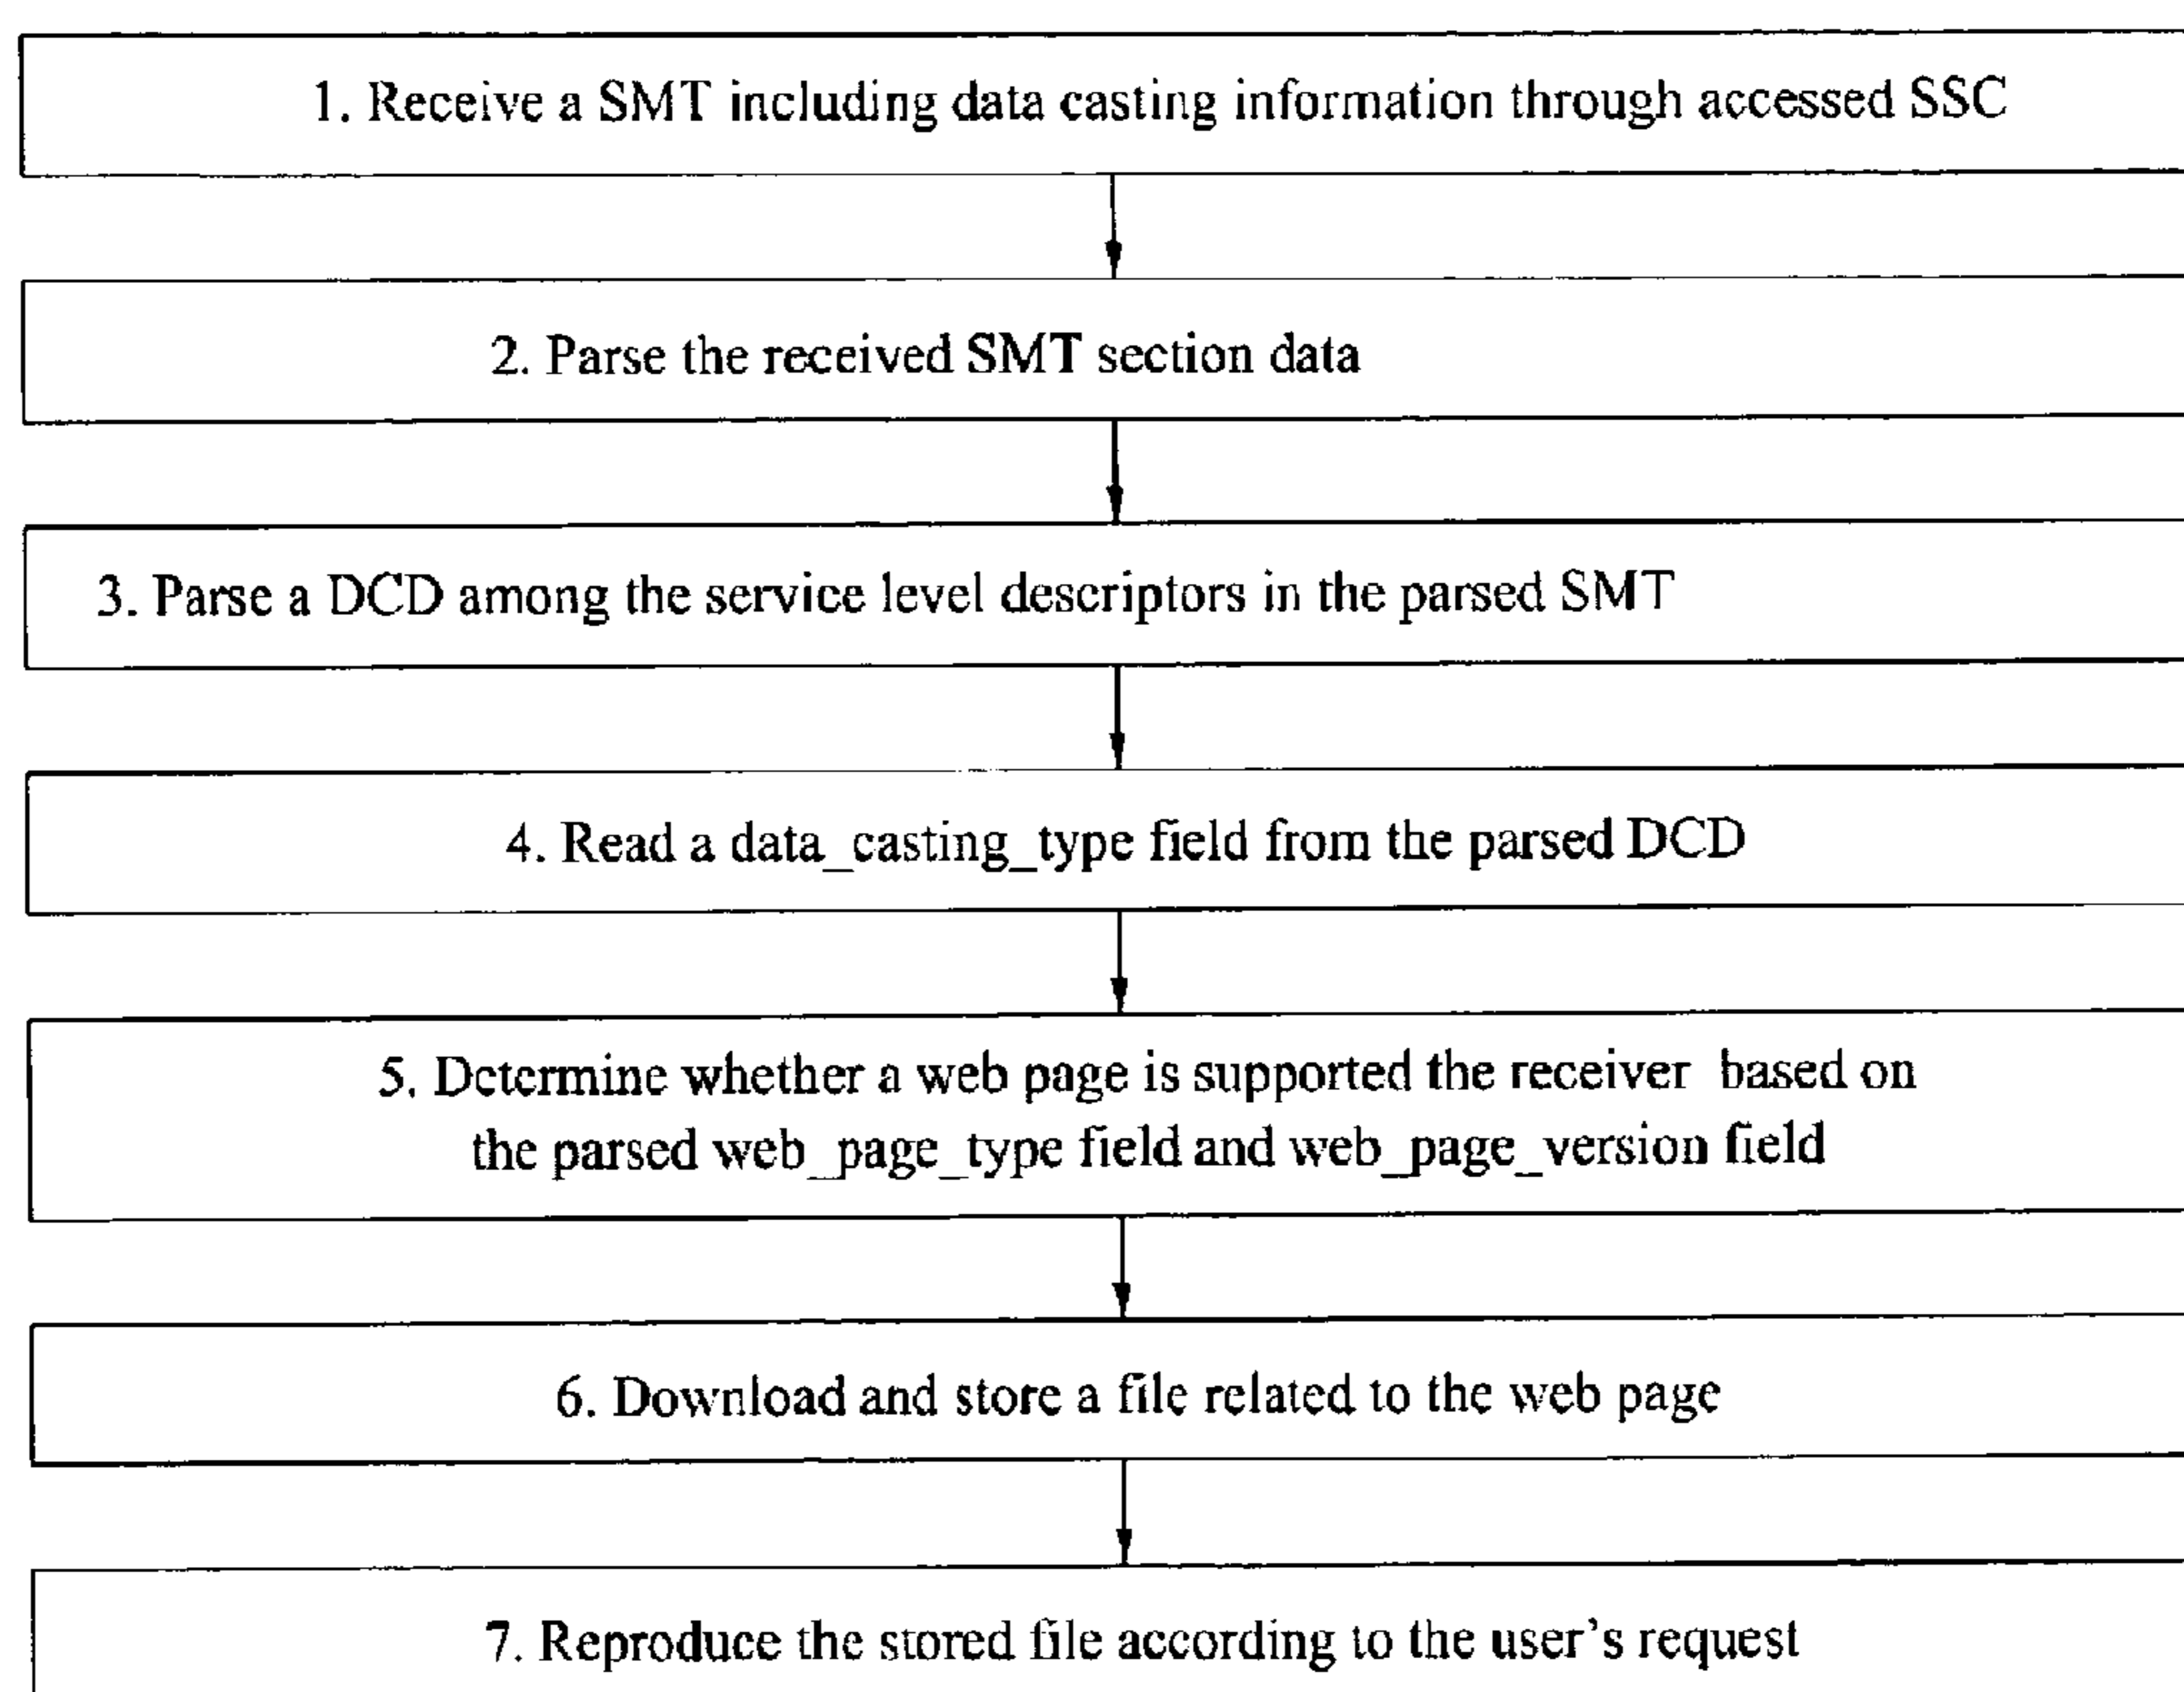 1. Receive a SMT including data casting information through accessed SSC
2. Parse the received SMT section data
3. Parse a DCD among the service level descriptors in the parsed SMT
4. Read a data_casting_type field from the parsed DCD
5. Determine whether a web page is supported the receiver based on
the parsed web_page_type field and web_page_version field
6. Download and store a file related to the web page
7. Reproduce the stored file according to the user's request